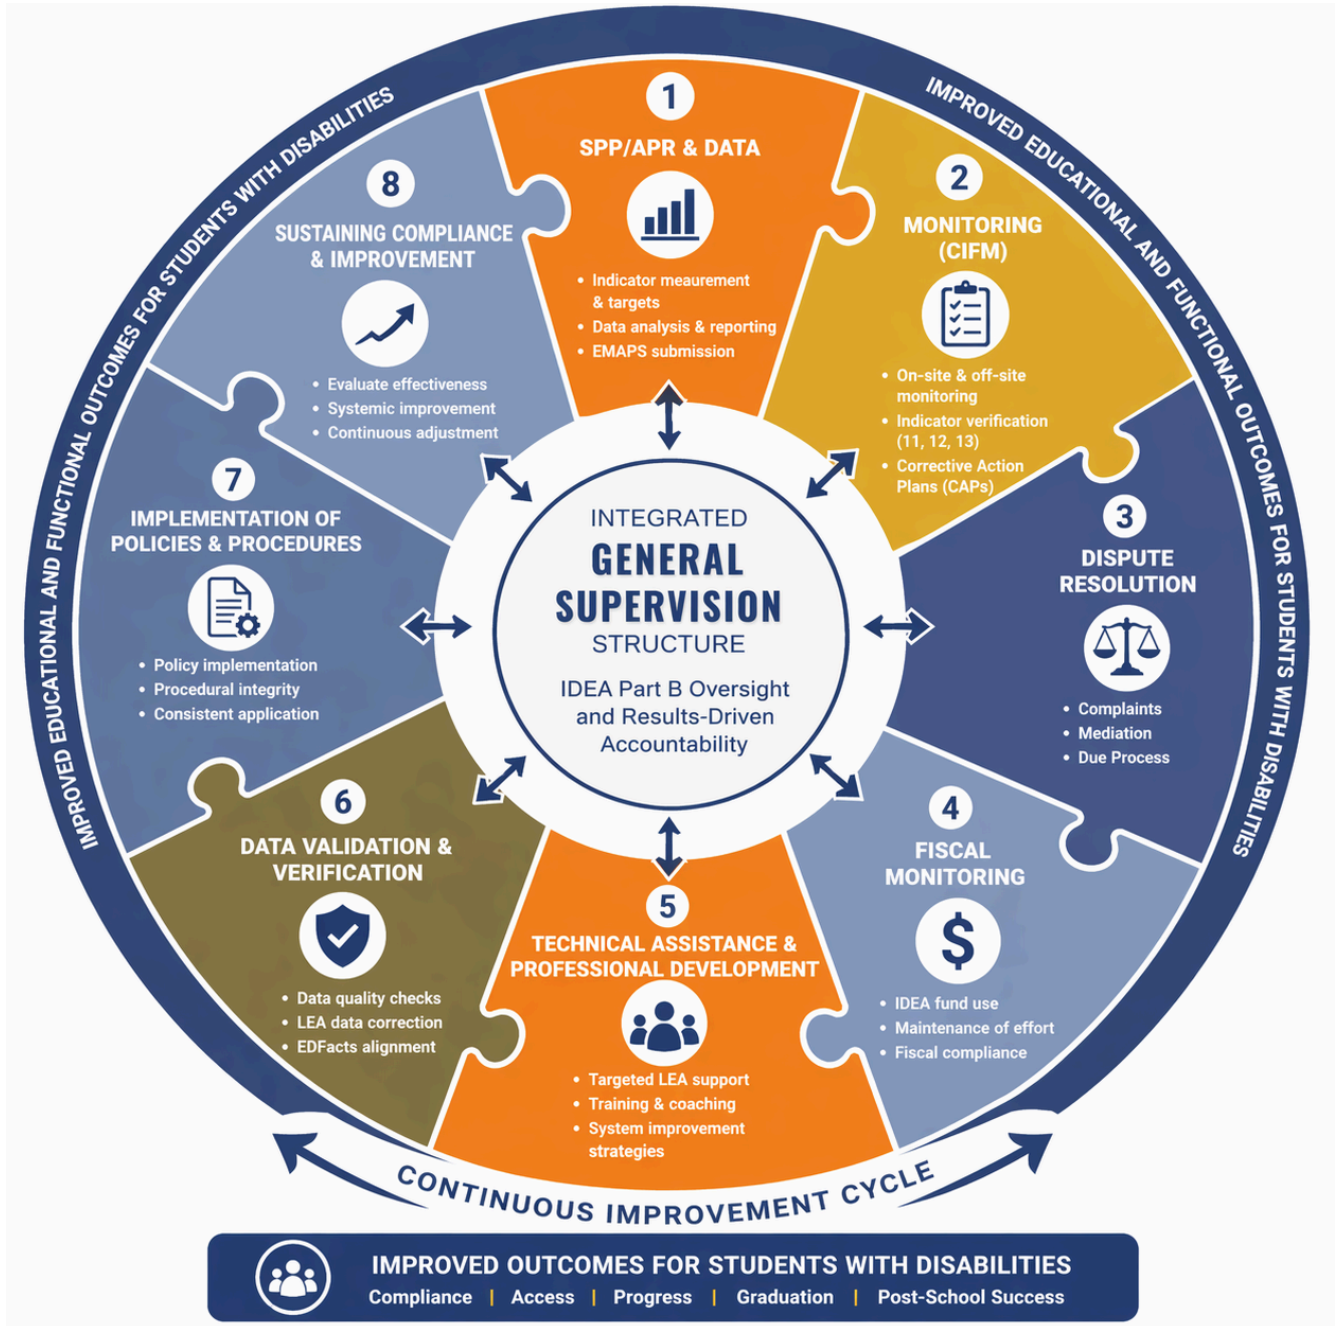 IMPROVED EDUCATIONAL AND FUNCTIONAL OUTCOMES FOR STUDENTS WITH DISABILITIES
IMPROVED EDUCATIONAL AND FUNCTIONAL OUTCOMES FOR STUDENTS WITH DISABILITIES
1
SPP/APR & DATA
• Indicator meaurement
& targets
• Data analysis & reporting
• EMAPS submission
2
MONITORING
(CIFM)
• On-site & off-site
monitoring
• Indicator verification
(11, 12, 13)
• Corrective Action
Plans (CAPs)
3
DISPUTE
RESOLUTION
• Complaints
• Mediation
• Due Process
4
FISCAL
MONITORING
$
• IDEA fund use
• Maintenance of effort
• Fiscal compliance
5
TECHNICAL ASSISTANCE &
PROFESSIONAL DEVELOPMENT
• Targeted LEA support
• Training & coaching
• System improvement
strategies
6
DATA VALIDATION &
VERIFICATION
• Data quality checks
• LEA data correction
• EDFacts alignment
7
IMPLEMENTATION OF
POLICIES & PROCEDURES
• Policy implementation
• Procedural integrity
• Consistent application
8
SUSTAINING COMPLIANCE
& IMPROVEMENT
• Evaluate effectiveness
• Systemic improvement
• Continuous adjustment
INTEGRATED
GENERAL
SUPERVISION
STRUCTURE
IDEA Part B Oversight
and Results-Driven
Accountability
CONTINUOUS IMPROVEMENT CYCLE
IMPROVED OUTCOMES FOR STUDENTS WITH DISABILITIES
Compliance | Access | Progress | Graduation | Post-School Success